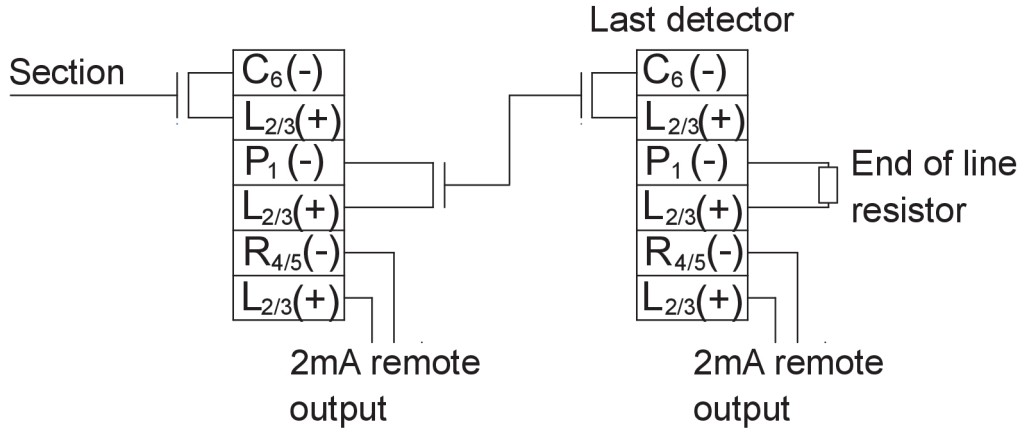 Last detector
Section
C₆(-)
L₂/₃(+)
P₁(-)
L₂/₃(+)
R₄/₅(-)
L₂/₃(+)
2mA remote
output
C₆(-)
L₂/₃(+)
P₁(-)
L₂/₃(+)
R₄/₅(-)
L₂/₃(+)
End of line
resistor
2mA remote
output